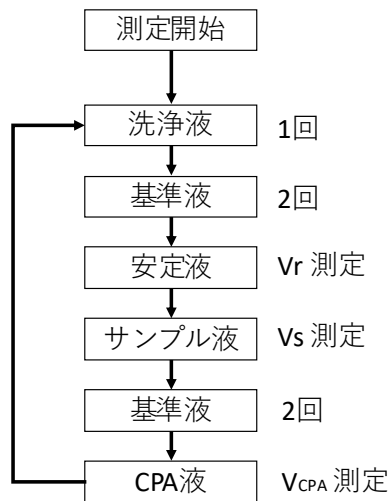 測定開始
洗浄液 1回
基準液 2回
安定液 Vr 測定
サンプル液 Vs 測定
基準液 2回
CPA液 VCPA 測定